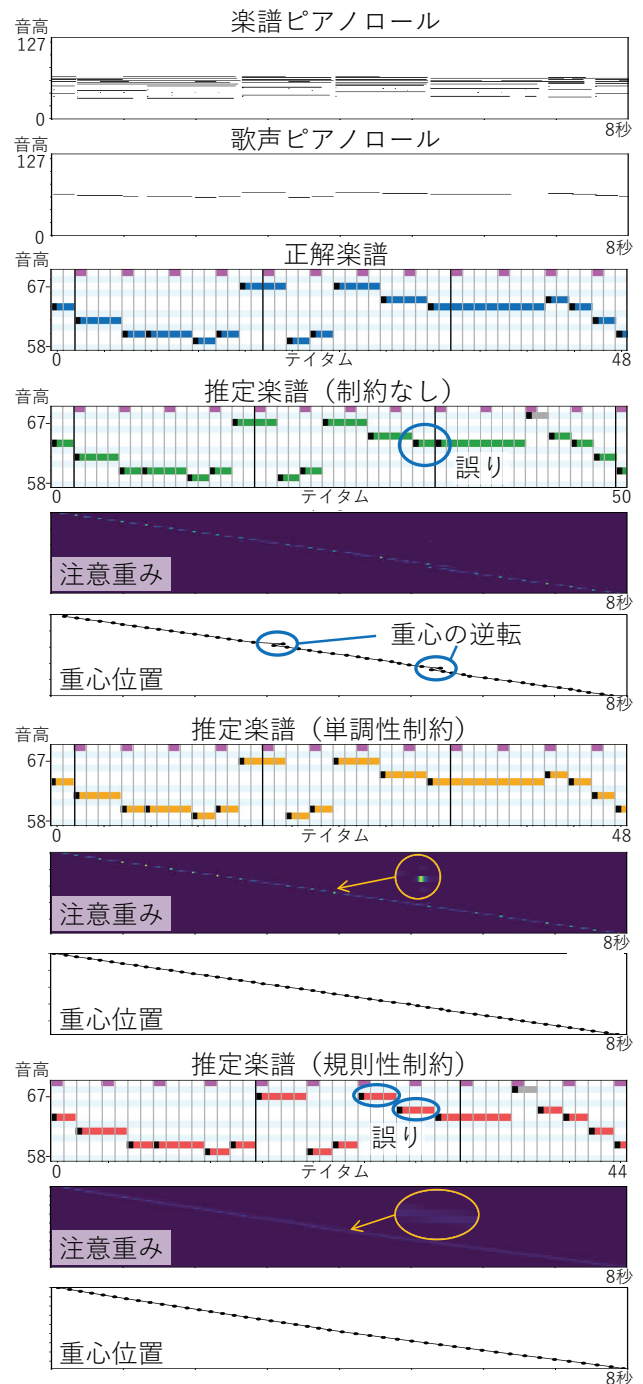 楽譜ピアノロール
音高
127
0
8秒
歌声ピアノロール
音高
127
0
8秒
正解楽譜
音高
67
58
0
テイタム
48
推定楽譜（制約なし）
音高
67
58
誤り
0
テイタム
50
注意重み
8秒
重心の逆転
重心位置
8秒
推定楽譜（単調性制約）
音高
67
58
0
テイタム
48
注意重み
8秒
重心位置
8秒
推定楽譜（規則性制約）
音高
67
58
誤り
0
テイタム
44
注意重み
8秒
重心位置
8秒